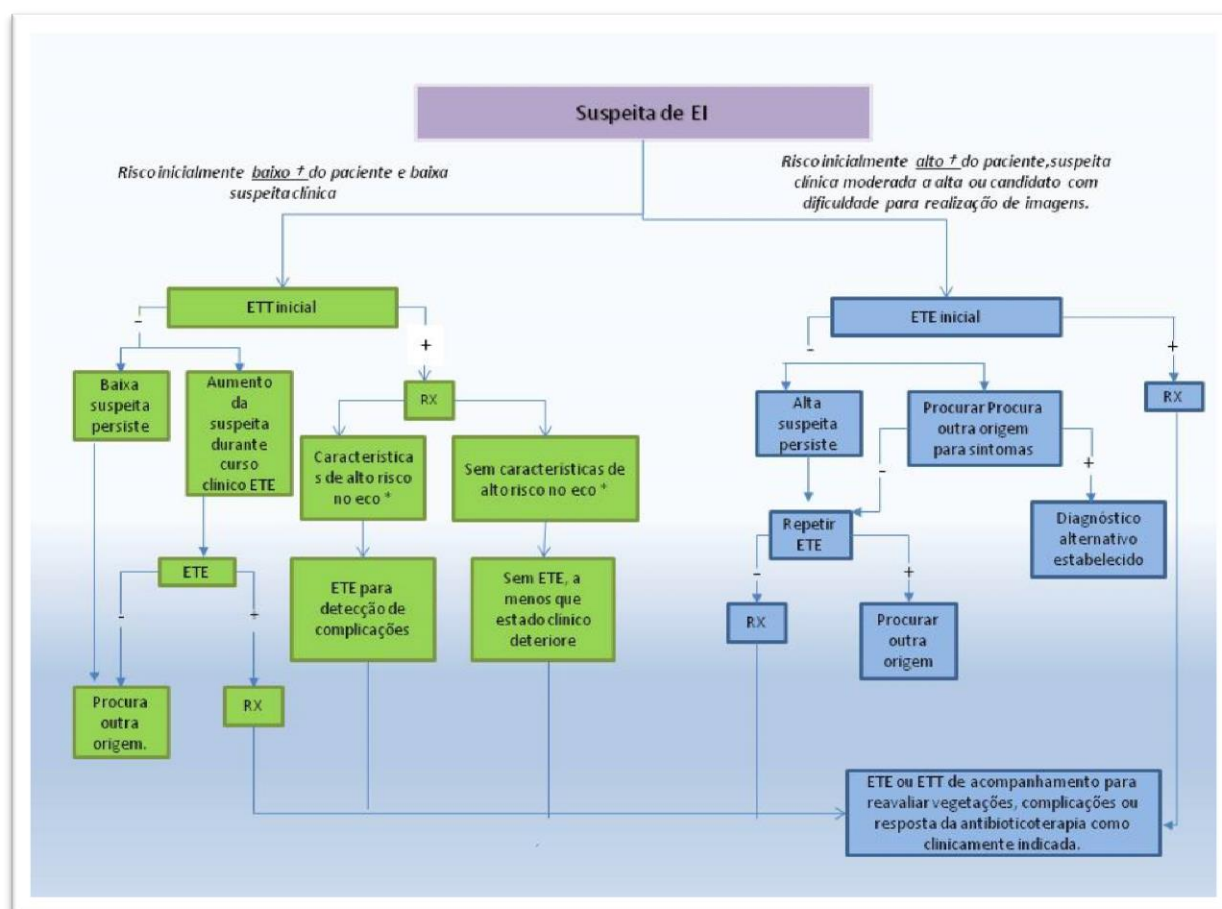 Suspeita de EI
Risco inicialmente baixo † do paciente e baixa
suspeita clínica
Risco inicialmente alto † do paciente,suspeita
clínica moderada a alta ou candidato com
dificuldade para realização de imagens.
ETT inicial
-
+
Baixa
suspeita
persiste
Aumento
da
suspeita
durante
curso
clínico ETE
RX
Característica
s de alto risco
no eco *
Sem características de
alto risco no eco *
ETE
-
+
ETE para
detecção de
complicações
Sem ETE, a
menos que
estado clínico
deteriore
Procura
outra
origem.
RX
ETE inicial
-
+
Alta
suspeita
persiste
Procurar Procura
outra origem
para sintomas
RX
-
+
Repetir
ETE
Diagnóstico
alternativo
estabelecido
-
+
RX
Procurar
outra
origem
ETE ou ETT de acompanhamento para
reavaliar vegetações, complicações ou
resposta da antibioticoterapia como
clinicamente indicada.